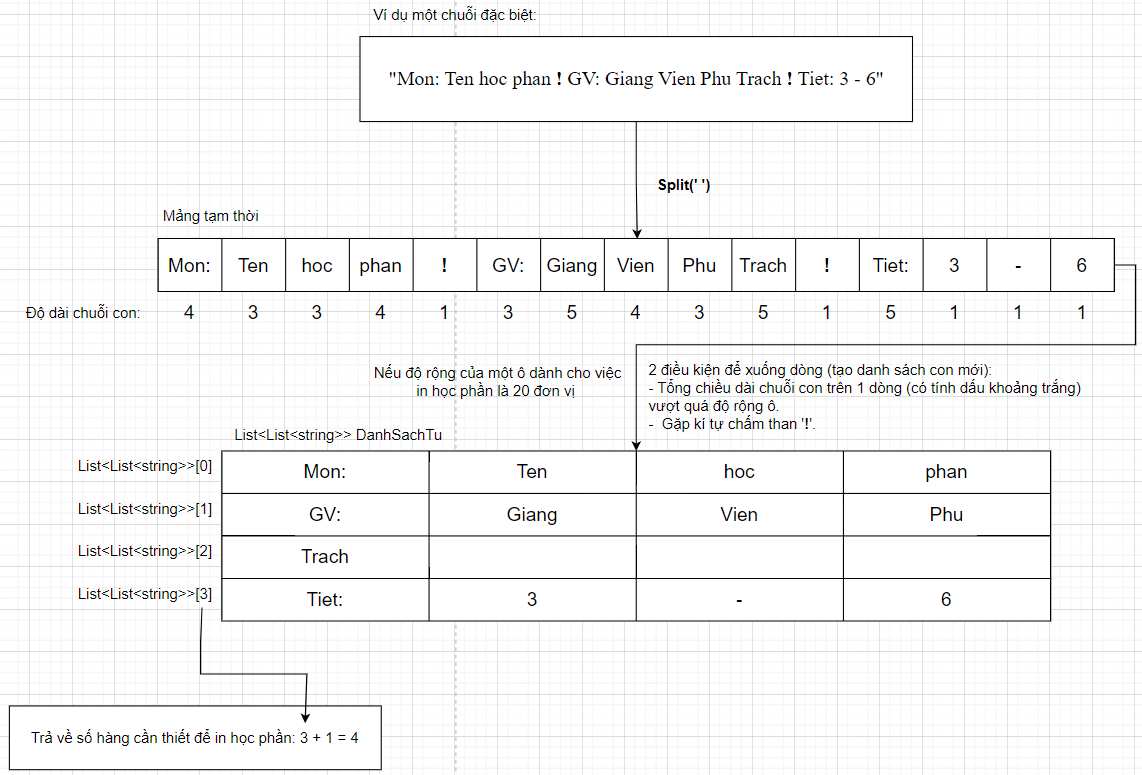 Ví dụ một chuỗi đặc biệt:
"Mon: Ten hoc phan ! GV: Giang Vien Phu Trach ! Tiet: 3 - 6"
Split(' ')
Mảng tạm thời
Mon: Ten hoc phan ! GV: Giang Vien Phu Trach ! Tiet: 3 - 6
Độ dài chuỗi con: 4 3 3 4 1 3 5 4 3 5 1 5 1 1 1
Nếu độ rộng của một ô dành cho việc
in học phần là 20 đơn vị
2 điều kiện để xuống dòng (tạo danh sách con mới):
- Tổng chiều dài chuỗi con trên 1 dòng (có tính dấu khoảng trắng)
vượt quá độ rộng ô.
- Gặp kí tự chấm than '!'.
List<List<string>> DanhSachTu
List<List<string>>[0] Mon: Ten hoc phan
List<List<string>>[1] GV: Giang Vien Phu
List<List<string>>[2] Trach
List<List<string>>[3] Tiet: 3 - 6
Trả về số hàng cần thiết để in học phần: 3 + 1 = 4